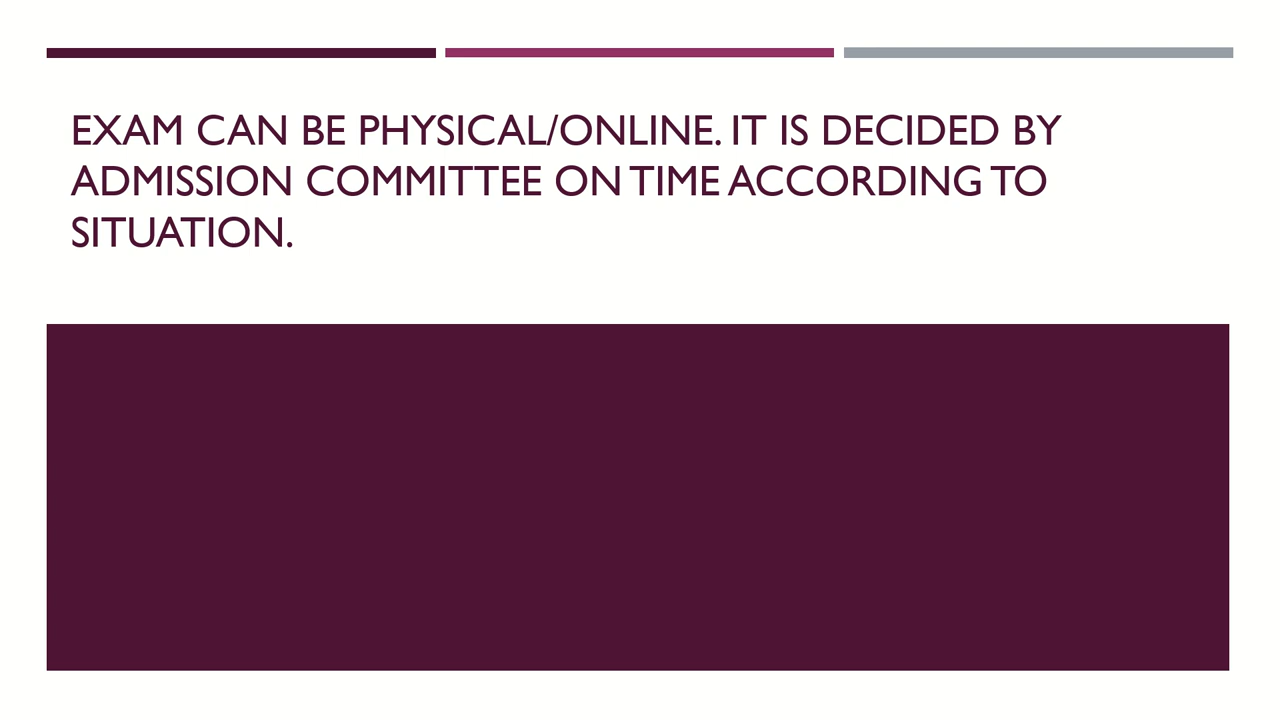 EXAM CAN BE PHYSICAL/ONLINE. IT IS DECIDED BY
ADMISSION COMMITTEE ON TIME ACCORDING TO
SITUATION.